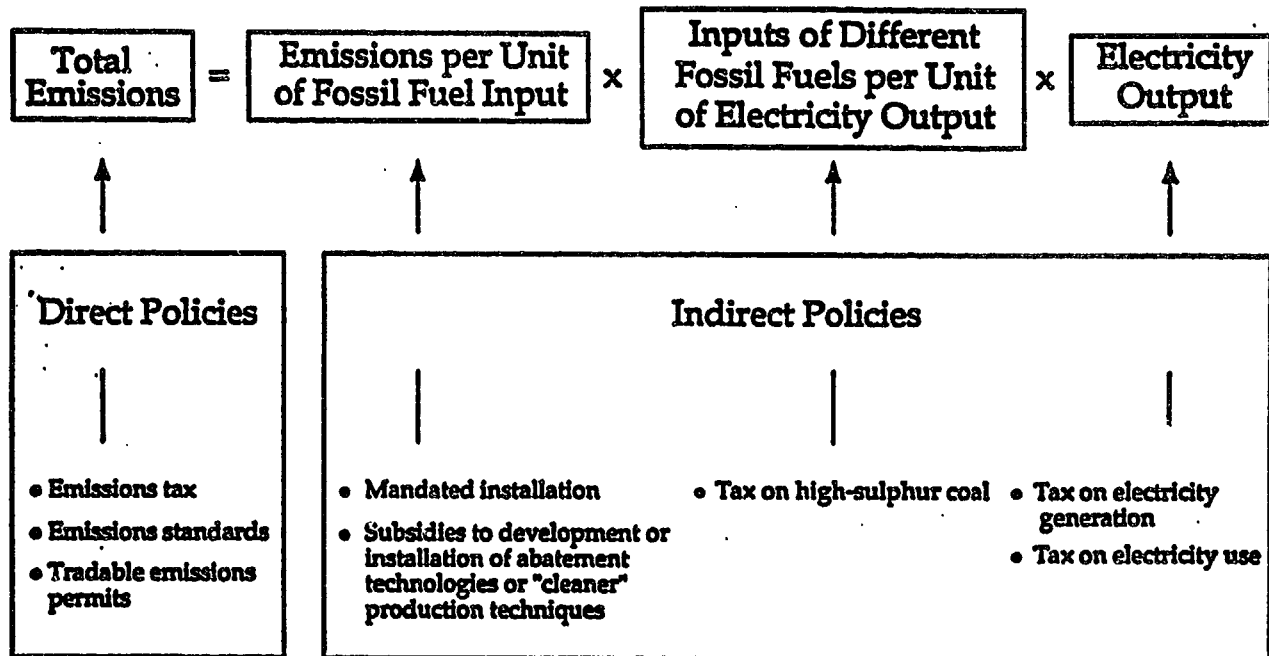 Total
Emissions
=
Emissions per Unit
of Fossil Fuel Input
x
Inputs of Different
Fossil Fuels per Unit
of Electricity Output
x
Electricity
Output
Direct Policies
• Emissions tax
• Emissions standards
• Tradable emissions
permits
Indirect Policies
• Mandated installation
• Subsidies to development or
installation of abatement
technologies or "cleaner"
production techniques
• Tax on high-sulphur coal
• Tax on electricity
generation
• Tax on electricity use